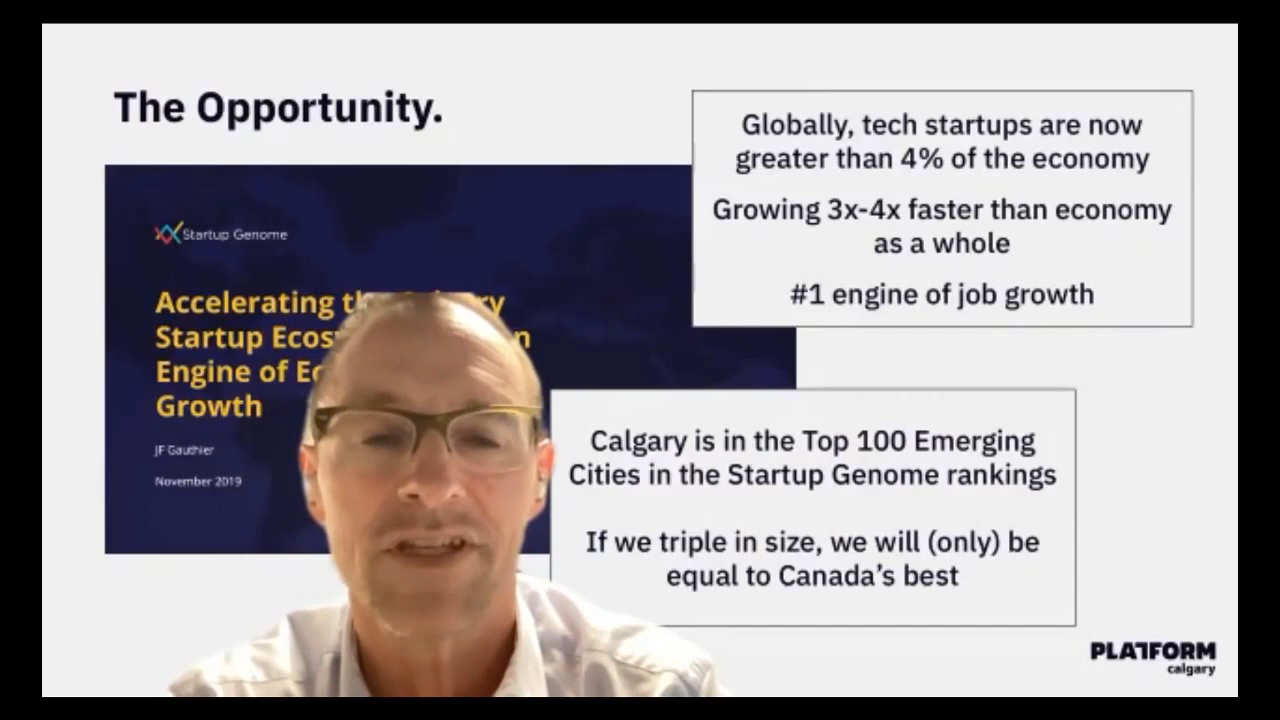 The Opportunity.
Globally, tech startups are now
greater than 4% of the economy
Growing 3x-4x faster than economy
as a whole
#1 engine of job growth
Startup Genome
Accelerating
Startup
Engine of
Growth
JF Gauthier
November 2019
Calgary is in the Top 100 Emerging
Cities in the Startup Genome rankings
If we triple in size, we will (only) be
equal to Canada's best
PLATFORM
calgary